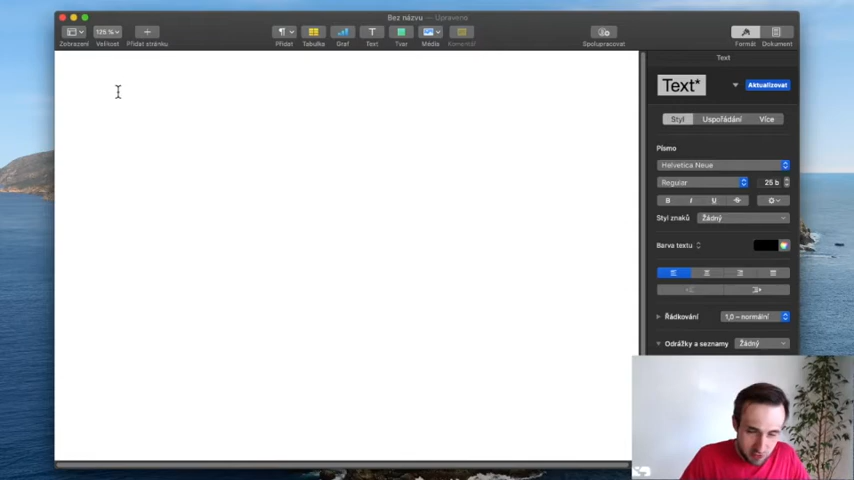 Bez názvu — Upraveno
125 %
Zobrazení Velikost Přidat stránku Přidat Tabulka Graf Text Tvar Média Komentář Spolupracovat Formát Dokument
Text
Text* Aktualizovat
Styl Uspořádání Více
Písmo
Helvetica Neue
Regular 25 b
B I U S
Styl znaků Žádný
Barva textu
Řádkování 1,0 – normální
Odrážky a seznamy Žádný